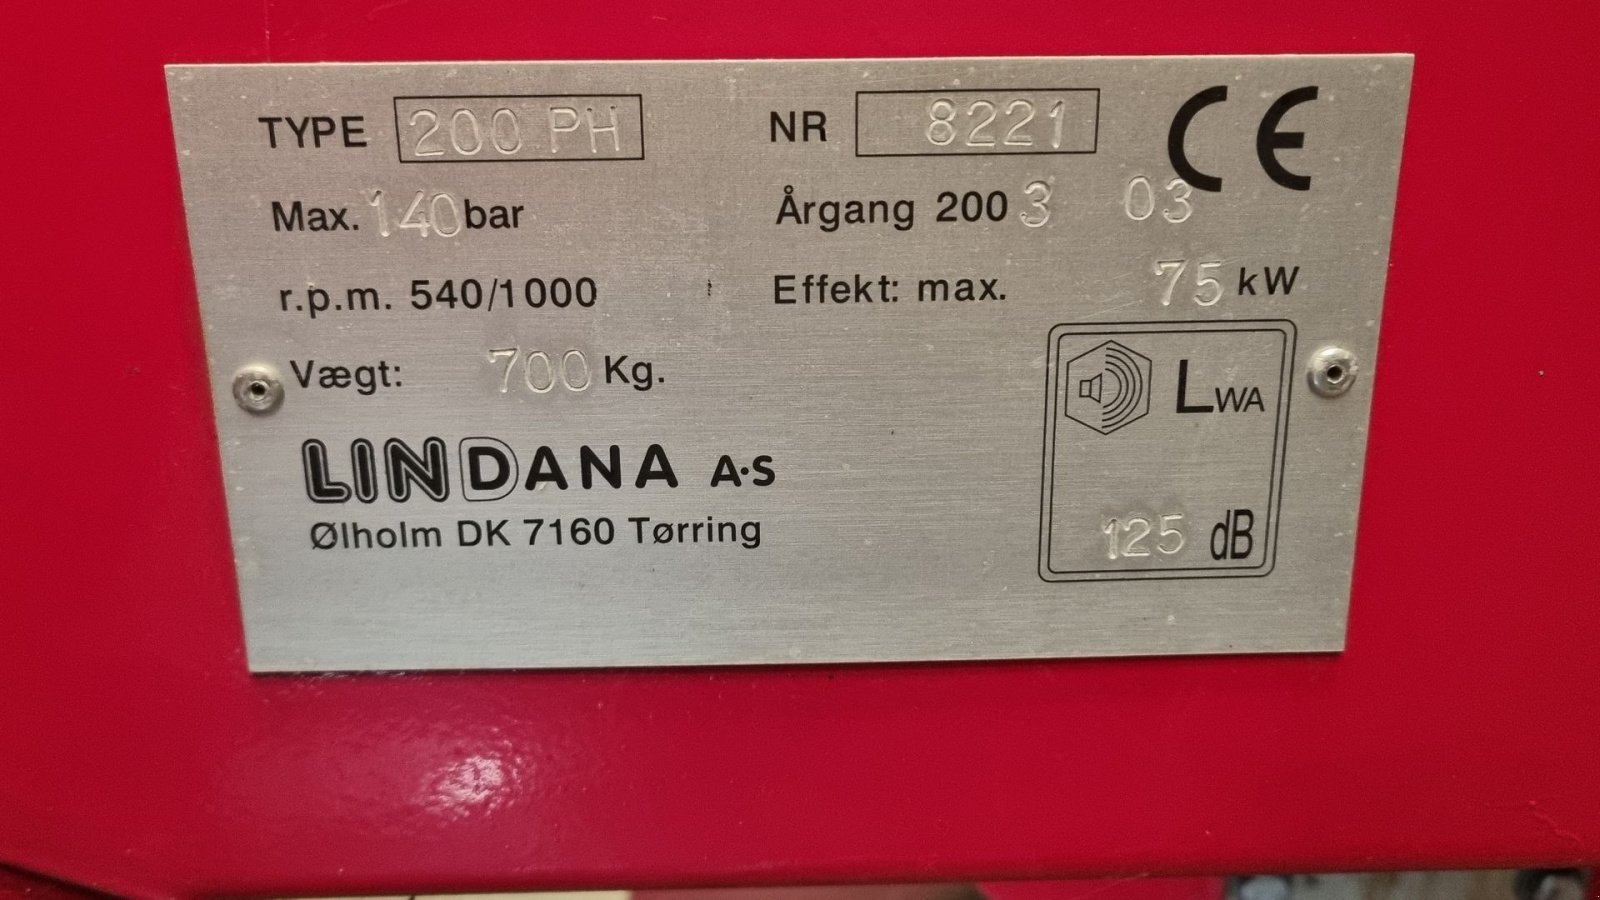 TYPE 200 PH NR 8221 CE
Max. 140 bar Årgang 2003 03
r.p.m. 540/1000 Effekt: max. 75 kW
Vægt: 700 Kg.
LWA
LINDANA A·S
Ølholm DK 7160 Tørring
125 dB